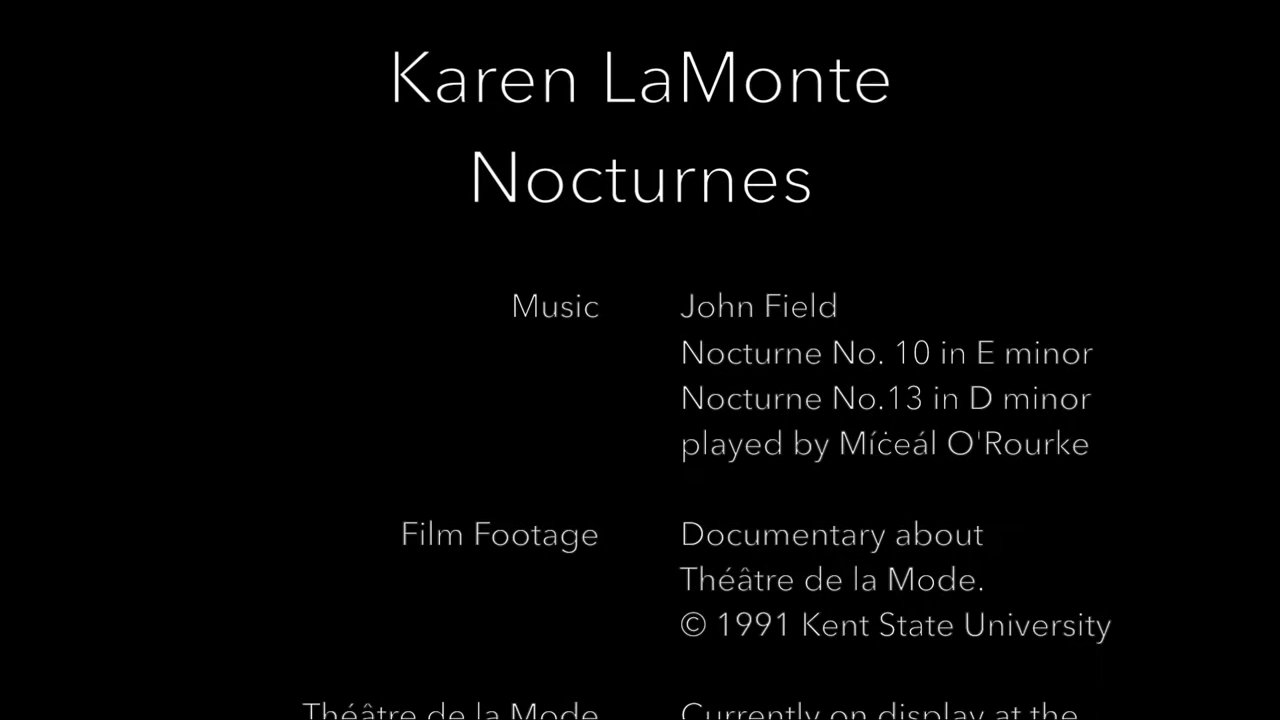 Karen LaMonte
Nocturnes
Music John Field
Nocturne No. 10 in E minor
Nocturne No.13 in D minor
played by Míċeál O'Rourke
Film Footage Documentary about
Théâtre de la Mode.
© 1991 Kent State University
Théâtre de la Mode Currently on display at the